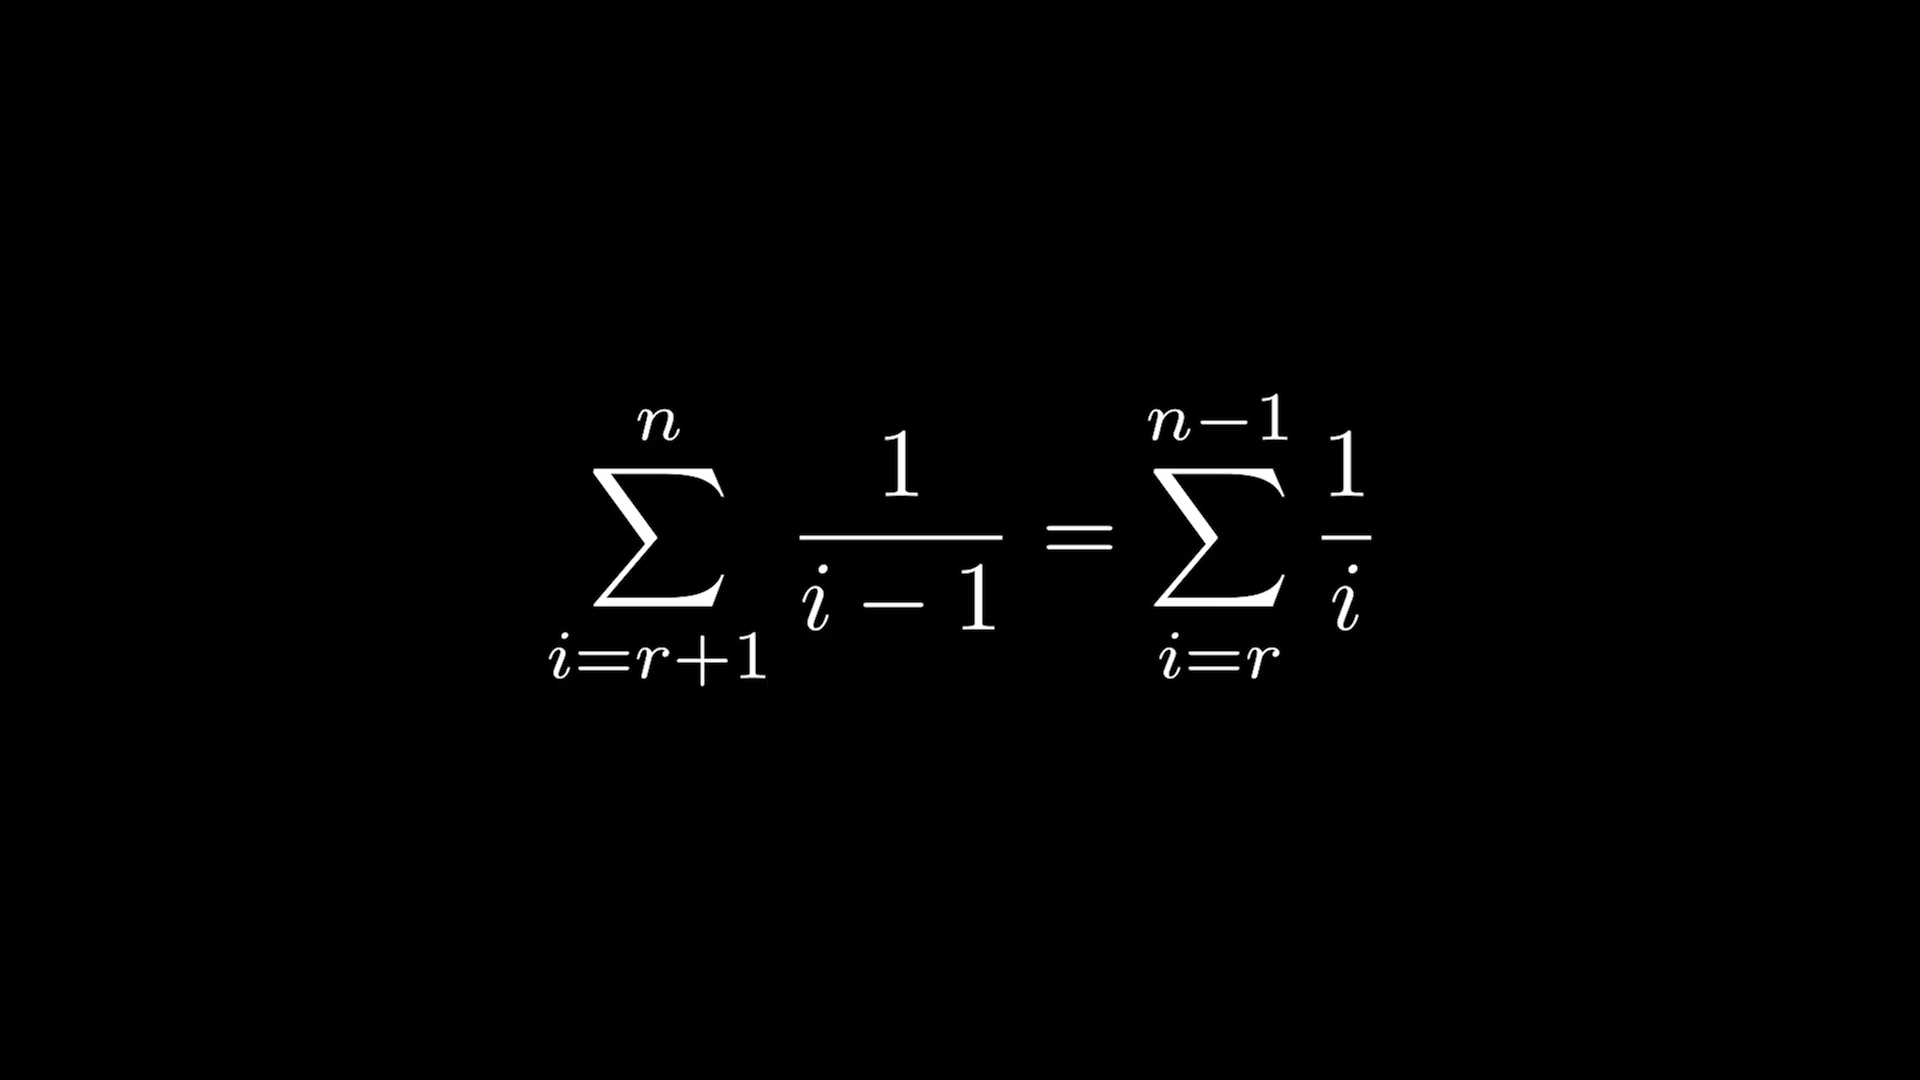 \sum_{i=r+1}^{n} \frac{1}{i-1} = \sum_{i=r}^{n-1} \frac{1}{i}